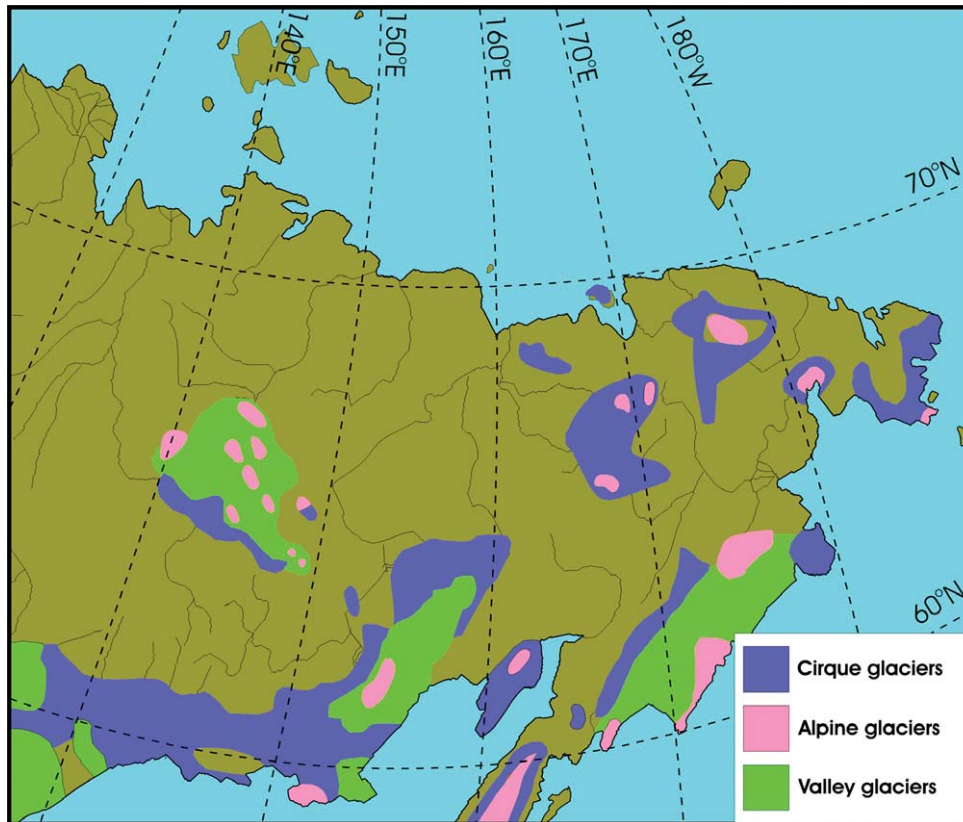 140°E
150°E
160°E
170°E
180°W
70°N
60°N
Cirque glaciers
Alpine glaciers
Valley glaciers